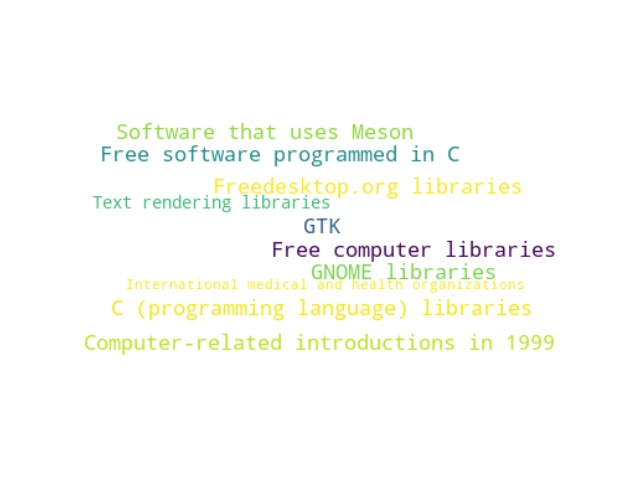 Software that uses Meson
Free software programmed in C
Freedesktop.org libraries
Text rendering libraries
GTK
Free computer libraries
GNOME libraries
International medical and health organizations
C (programming language) libraries
Computer-related introductions in 1999